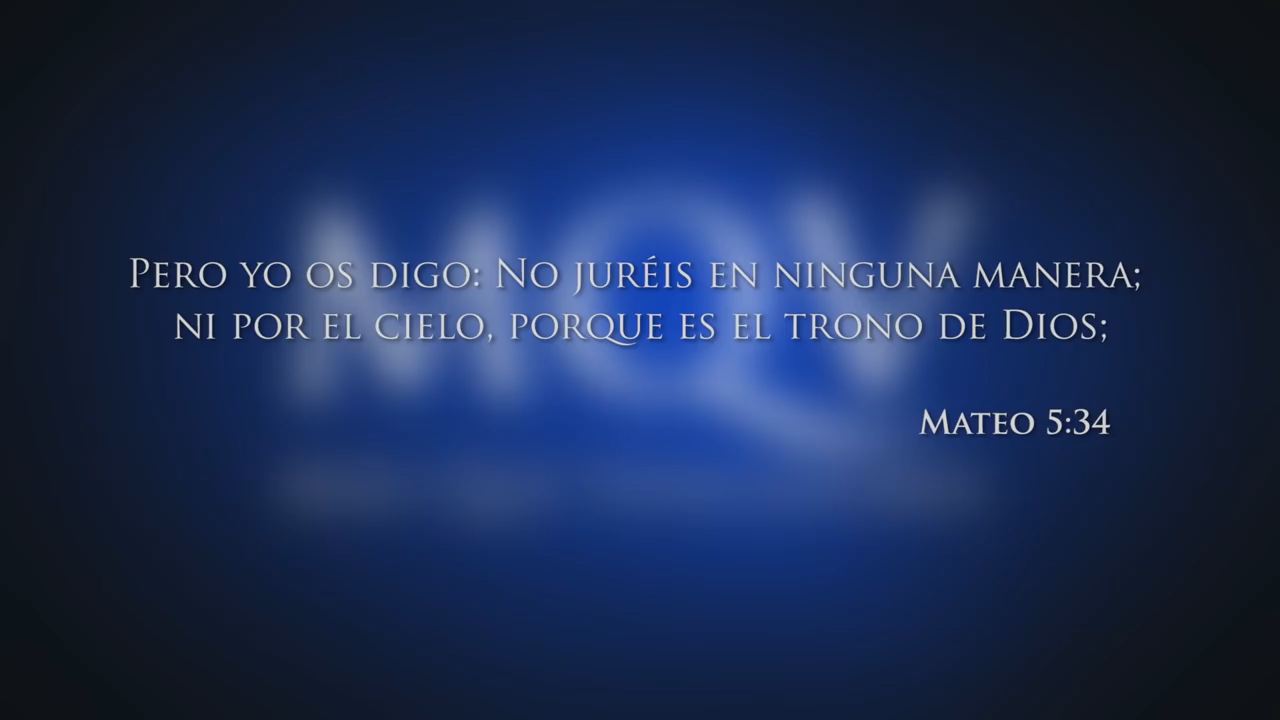 Pero yo os digo: No juréis en ninguna manera;
ni por el cielo, porque es el trono de Dios;
Mateo 5:34
MQV